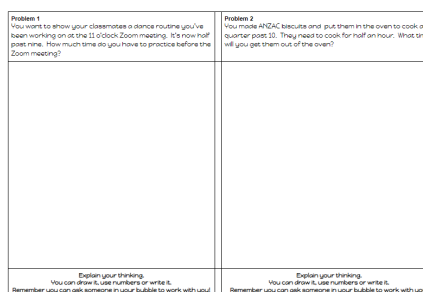 Problem 1
You want to show your classmates a dance routine you've
been working on at the 11 o'clock Zoom meeting. It's now half
past nine. How much time do you have to practice before the
Zoom meeting?
Problem 2
You made ANZAC biscuits and put them in the oven to cook a
quarter past 10. They need to cook for half an hour. What tim
will you get them out of the oven?
Explain your thinking.
You can draw it, use numbers or write it.
Remember you can ask someone in your bubble to work with you!
Explain your thinking.
You can draw it, use numbers or write it.
Remember you can ask someone in your bubble to work with you